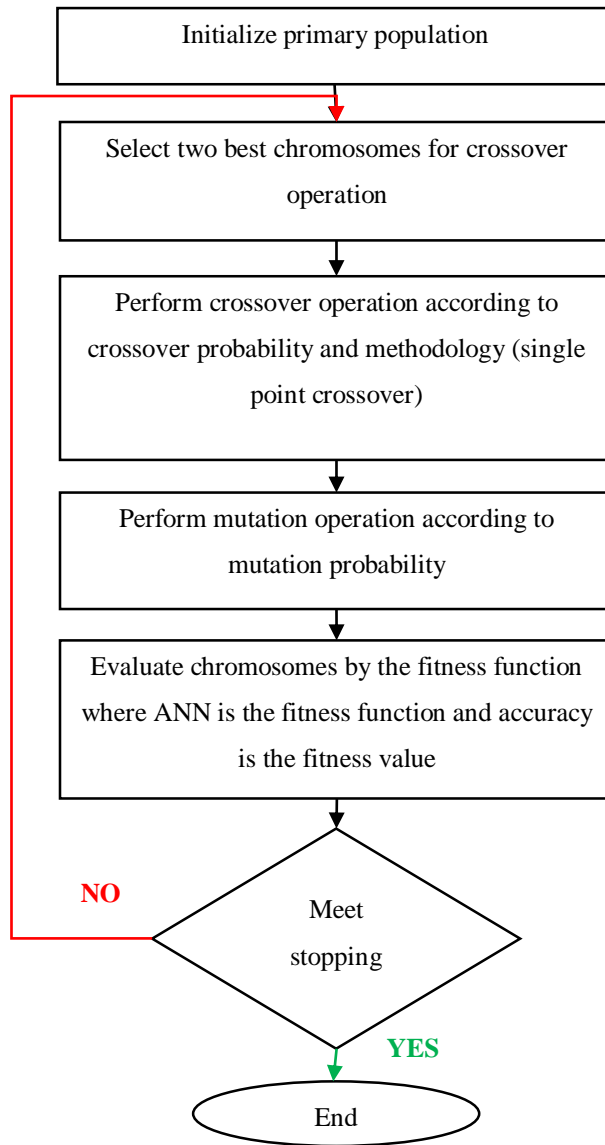 Initialize primary population
Select two best chromosomes for crossover
operation
Perform crossover operation according to
crossover probability and methodology (single
point crossover)
Perform mutation operation according to
mutation probability
Evaluate chromosomes by the fitness function
where ANN is the fitness function and accuracy
is the fitness value
NO
Meet
stopping
YES
End